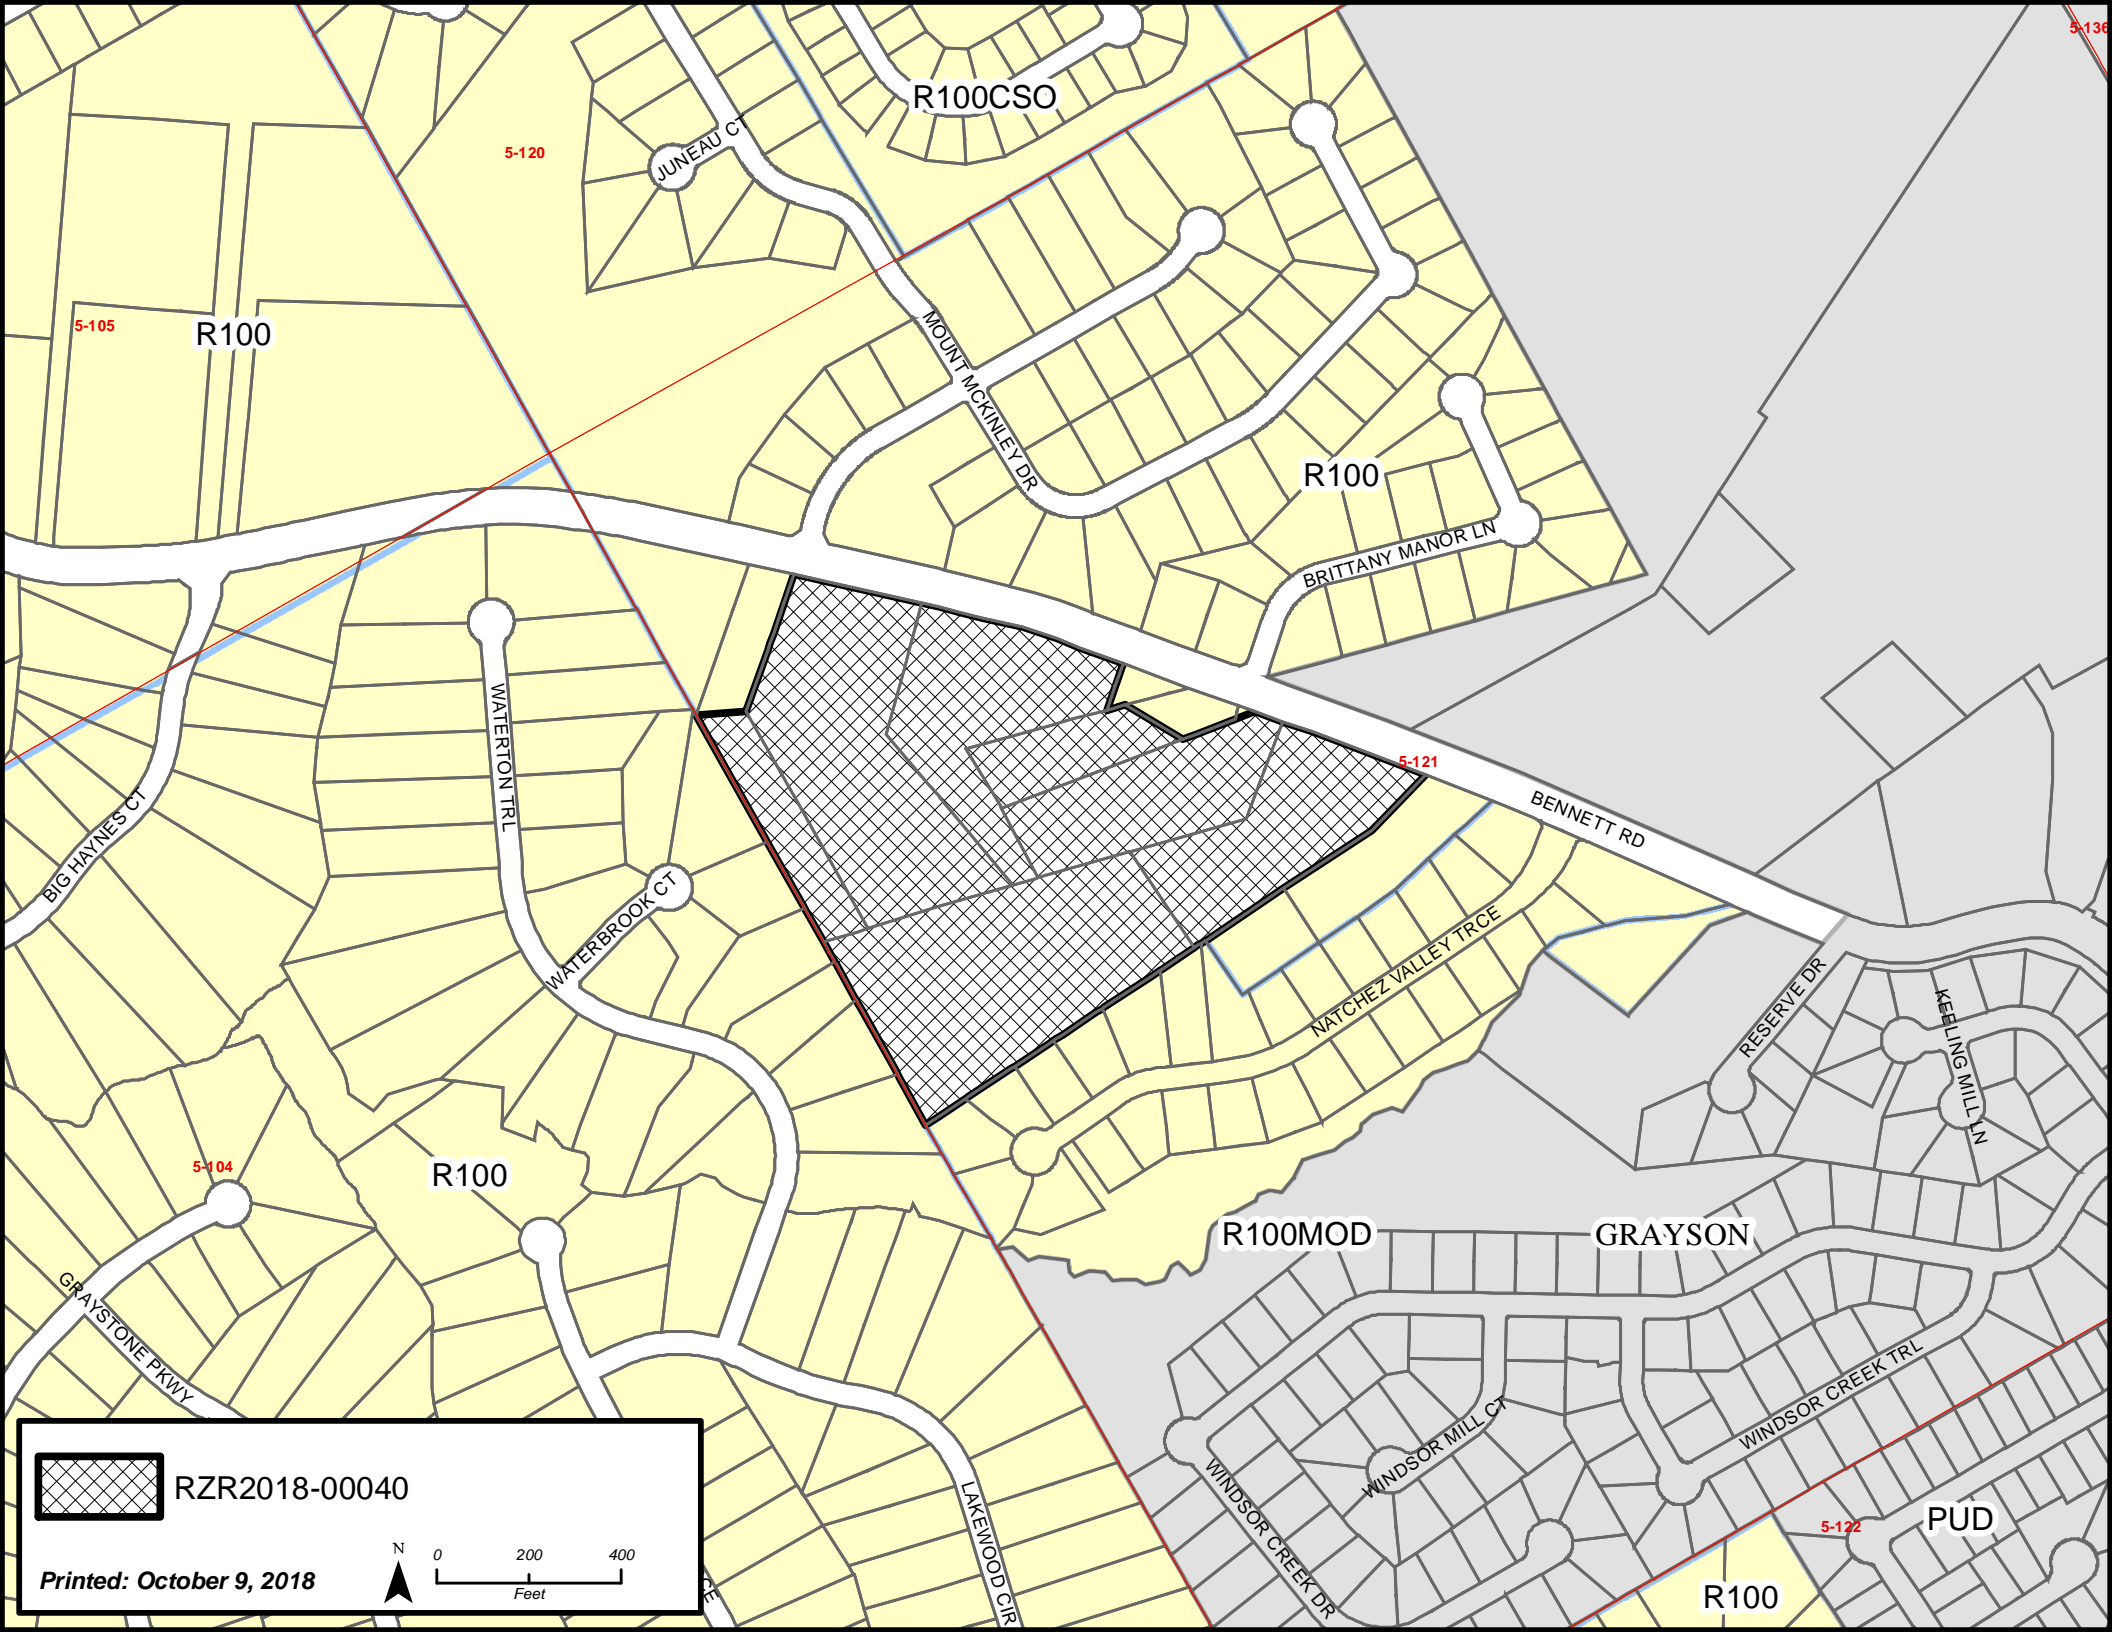 5-136
R100CSO
JUNEAU CT
5-120
5-105
R100
MOUNT MCKINLEY DR
R100
BRITTANY MANOR LN
WATERTON TRL
5-121
BENNETT RD
BIG HAYNES CT
WATERBROOK CT
NATCHEZ VALLEY TRCE
RESERVE DR
KEELING MILL LN
5-104
R100
R100MOD
GRAYSON
GRAYSTONE PKWY
WINDSOR CREEK TRL
WINDSOR MILL CT
WINDSOR CREEK DR
LAKEWOOD CIR
5-122
PUD
R100
CE
RZR2018-00040
Printed: October 9, 2018
N
0 200 400
Feet